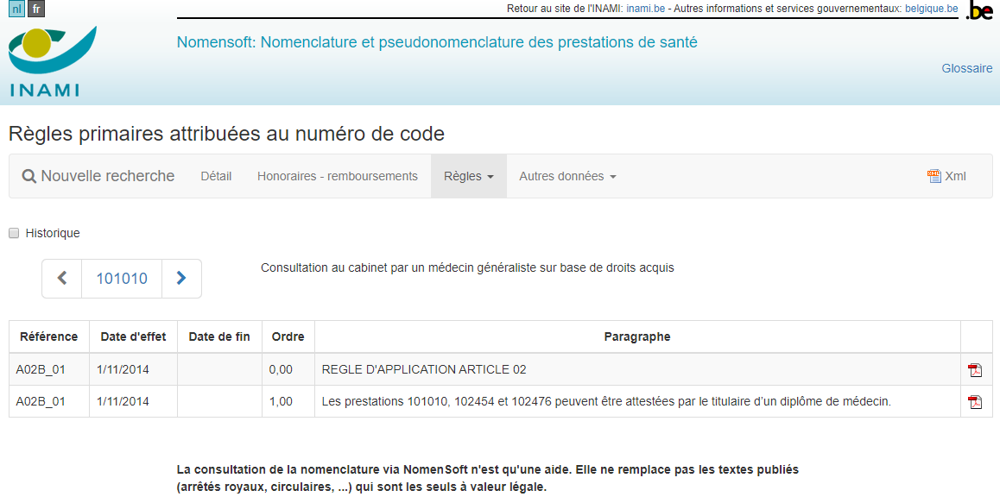 nl fr
Retour au site de l'INAMI: inami.be - Autres informations et services gouvernementaux: belgique.be
.be
Nomensoft: Nomenclature et pseudonomenclature des prestations de santé
Glossaire
INAMI
Règles primaires attribuées au numéro de code
Nouvelle recherche Détail Honoraires - remboursements Règles Autres données Xml
Historique
101010 Consultation au cabinet par un médecin généraliste sur base de droits acquis
Référence Date d'effet Date de fin Ordre Paragraphe
A02B_01 1/11/2014 0,00 REGLE D'APPLICATION ARTICLE 02
A02B_01 1/11/2014 1,00 Les prestations 101010, 102454 et 102476 peuvent être attestées par le titulaire d’un diplôme de médecin.
La consultation de la nomenclature via NomenSoft n'est qu'une aide. Elle ne remplace pas les textes publiés
(arrêtés royaux, circulaires, ...) qui sont les seuls à valeur légale.